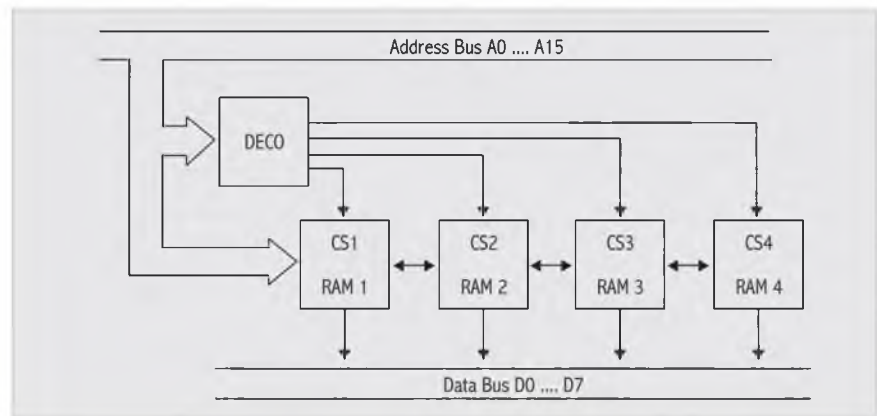 Address Bus A0 .... A15
DECO
CS1
CS2
CS3
CS4
RAM 1
RAM 2
RAM 3
RAM 4
Data Bus D0 .... D7